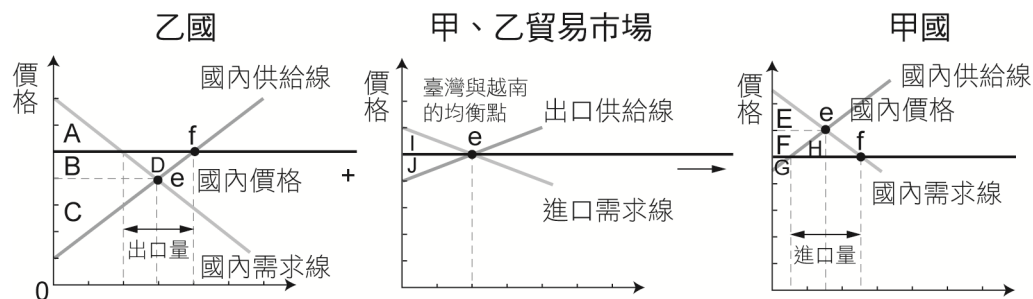 乙國
價格
國內供給線
A
f
B
D
e
國內價格
C
出口量
國內需求線
0
+
甲、乙貿易市場
價格
臺灣與越南
的均衡點
出口供給線
I
e
J
進口需求線
甲國
價格
國內供給線
E
e
國內價格
F
H
f
G
國內需求線
進口量